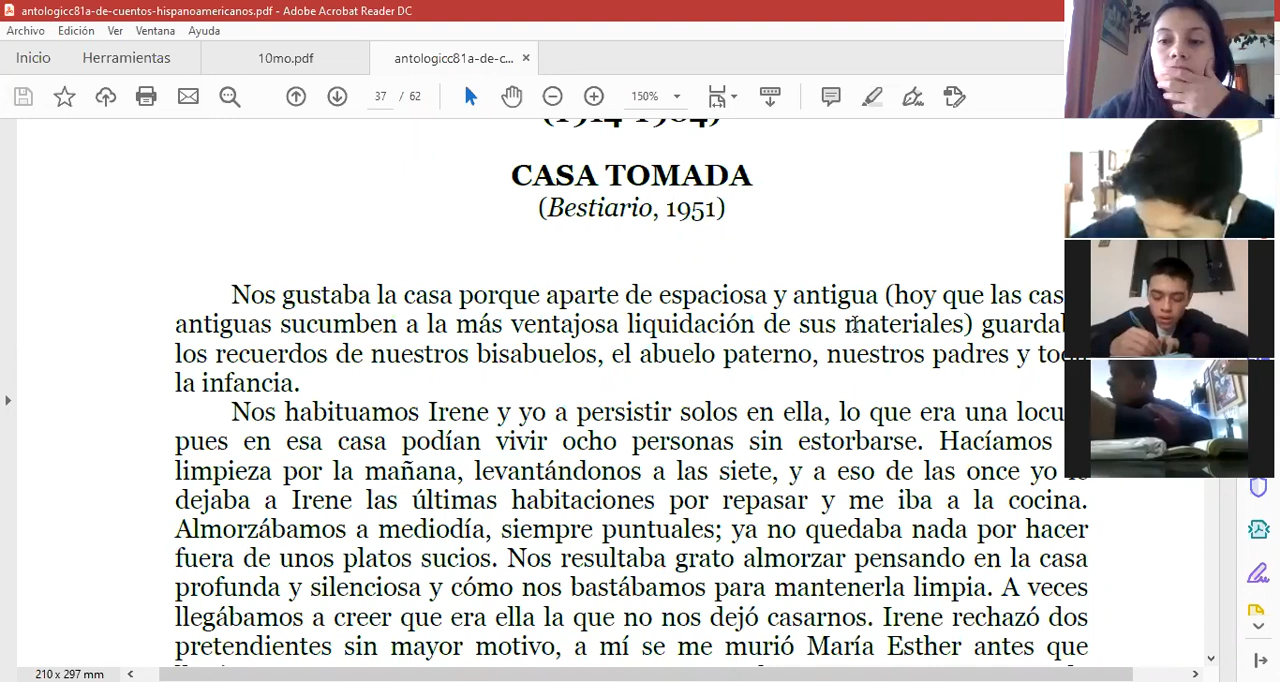 antologicc81a-de-cuentos-hispanoamericanos.pdf - Adobe Acrobat Reader DC
Archivo Edición Ver Ventana Ayuda
Inicio Herramientas 10mo.pdf antologicc81a-de-c... ×
37 / 62 150%
CASA TOMADA
(Bestiario, 1951)
Nos gustaba la casa porque aparte de espaciosa y antigua (hoy que las cas
antiguas sucumben a la más ventajosa liquidación de sus materiales) guardab
los recuerdos de nuestros bisabuelos, el abuelo paterno, nuestros padres y tod
la infancia.
Nos habituamos Irene y yo a persistir solos en ella, lo que era una locu
pues en esa casa podían vivir ocho personas sin estorbarse. Hacíamos
limpieza por la mañana, levantándonos a las siete, y a eso de las once yo le
dejaba a Irene las últimas habitaciones por repasar y me iba a la cocina.
Almorzábamos a mediodía, siempre puntuales; ya no quedaba nada por hacer
fuera de unos platos sucios. Nos resultaba grato almorzar pensando en la casa
profunda y silenciosa y cómo nos bastábamos para mantenerla limpia. A veces
llegábamos a creer que era ella la que no nos dejó casarnos. Irene rechazó dos
pretendientes sin mayor motivo, a mí se me murió María Esther antes que
210 x 297 mm